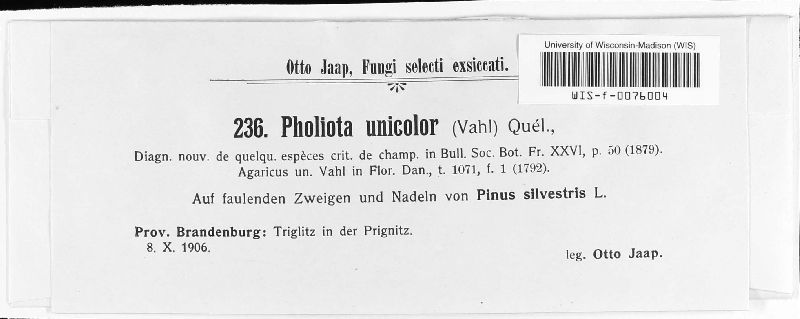 University of Wisconsin-Madison (WIS)
WIS-f-0076004
Otto Jaap, Fungi selecti exsiccati.
236. Pholiota unicolor (Vahl) Quél.,
Diagn. nouv. de quelqu. espèces crit. de champ. in Bull. Soc. Bot. Fr. XXVI, p. 50 (1879).
Agaricus un. Vahl in Flor. Dan., t. 1071, f. 1 (1792).
Auf faulenden Zweigen und Nadeln von Pinus silvestris L.
Prov. Brandenburg: Triglitz in der Prignitz.
8. X. 1906.
leg. Otto Jaap.